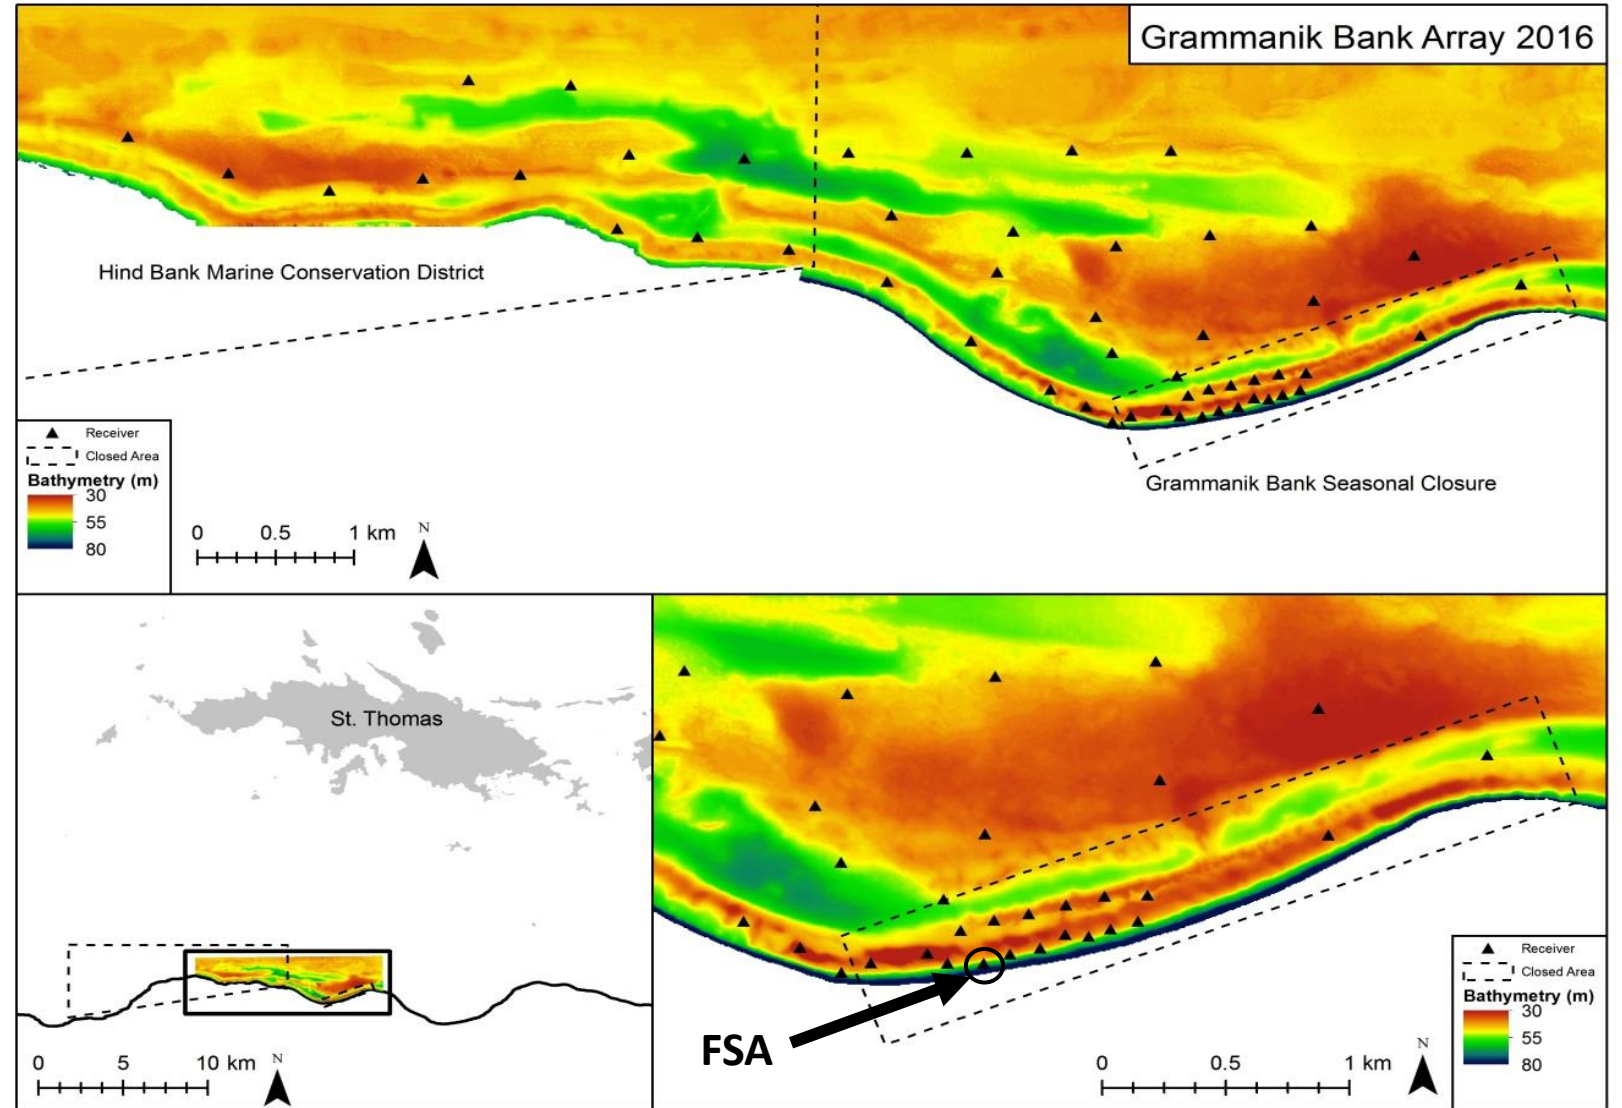 Grammanik Bank Array 2016
Hind Bank Marine Conservation District
Grammanik Bank Seasonal Closure
Receiver
Closed Area
Bathymetry (m)
30
55
80
0 0.5 1 km
N
St. Thomas
0 5 10 km
N
FSA
0 0.5 1 km
N
Receiver
Closed Area
Bathymetry (m)
30
55
80